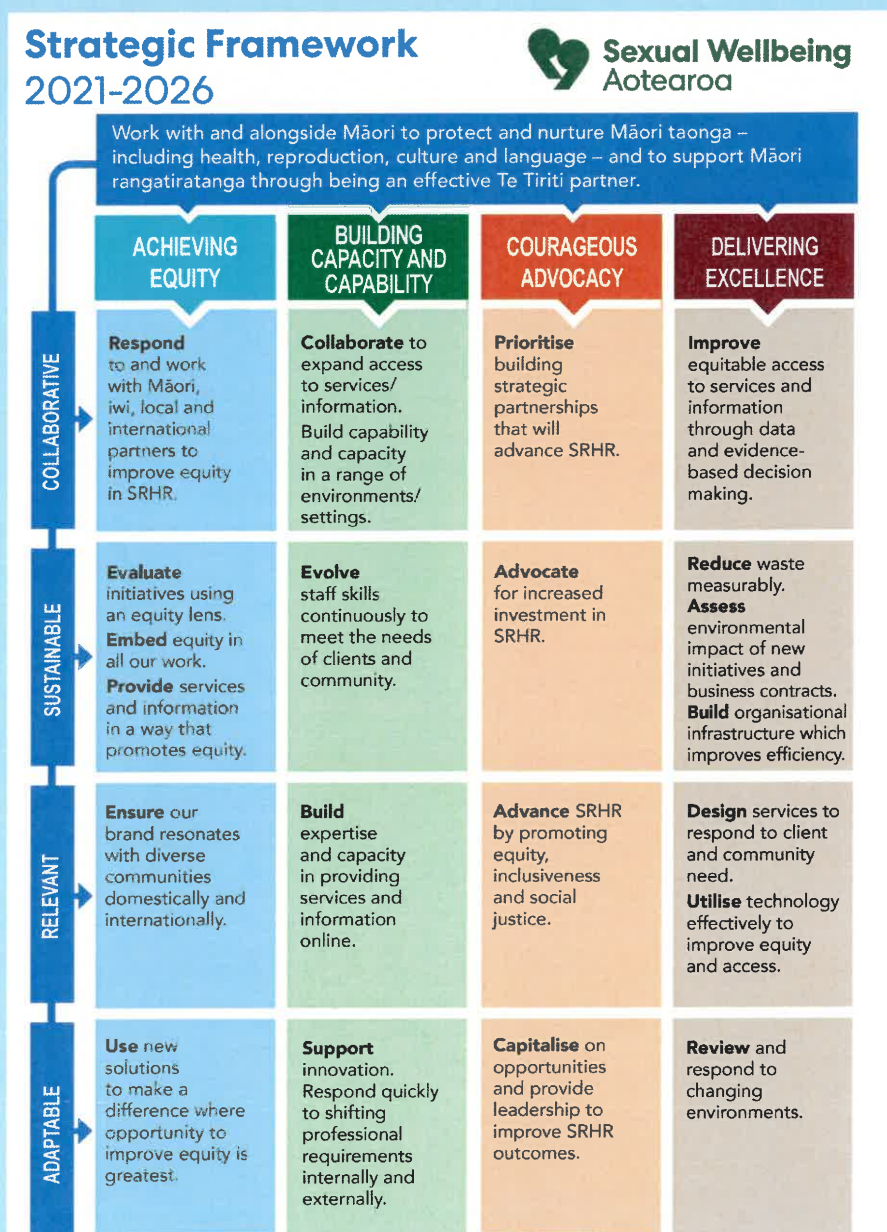 Strategic Framework
2021-2026
Sexual Wellbeing
Aotearoa
Work with and alongside Māori to protect and nurture Māori taonga –
including health, reproduction, culture and language – and to support Māori
rangatiratanga through being an effective Te Tiriti partner.
ACHIEVING
EQUITY
BUILDING
CAPACITY AND
CAPABILITY
COURAGEOUS
ADVOCACY
DELIVERING
EXCELLENCE
COLLABORATIVE
Respond
to and work
with Māori,
iwi, local and
international
partners to
improve equity
in SRHR.
Collaborate to
expand access
to services/
information.
Build capability
and capacity
in a range of
environments/
settings.
Prioritise
building
strategic
partnerships
that will
advance SRHR.
Improve
equitable access
to services and
information
through data
and evidence-
based decision
making.
SUSTAINABLE
Evaluate
initiatives using
an equity lens.
Embed equity in
all our work.
Provide services
and information
in a way that
promotes equity.
Evolve
staff skills
continuously to
meet the needs
of clients and
community.
Advocate
for increased
investment in
SRHR.
Reduce waste
measurably.
Assess
environmental
impact of new
initiatives and
business contracts.
Build organisational
infrastructure which
improves efficiency.
RELEVANT
Ensure our
brand resonates
with diverse
communities
domestically and
internationally.
Build
expertise
and capacity
in providing
services and
information
online.
Advance SRHR
by promoting
equity,
inclusiveness
and social
justice.
Design services to
respond to client
and community
need.
Utilise technology
effectively to
improve equity
and access.
ADAPTABLE
Use new
solutions
to make a
difference where
opportunity to
improve equity is
greatest.
Support
innovation.
Respond quickly
to shifting
professional
requirements
internally and
externally.
Capitalise on
opportunities
and provide
leadership to
improve SRHR
outcomes.
Review and
respond to
changing
environments.